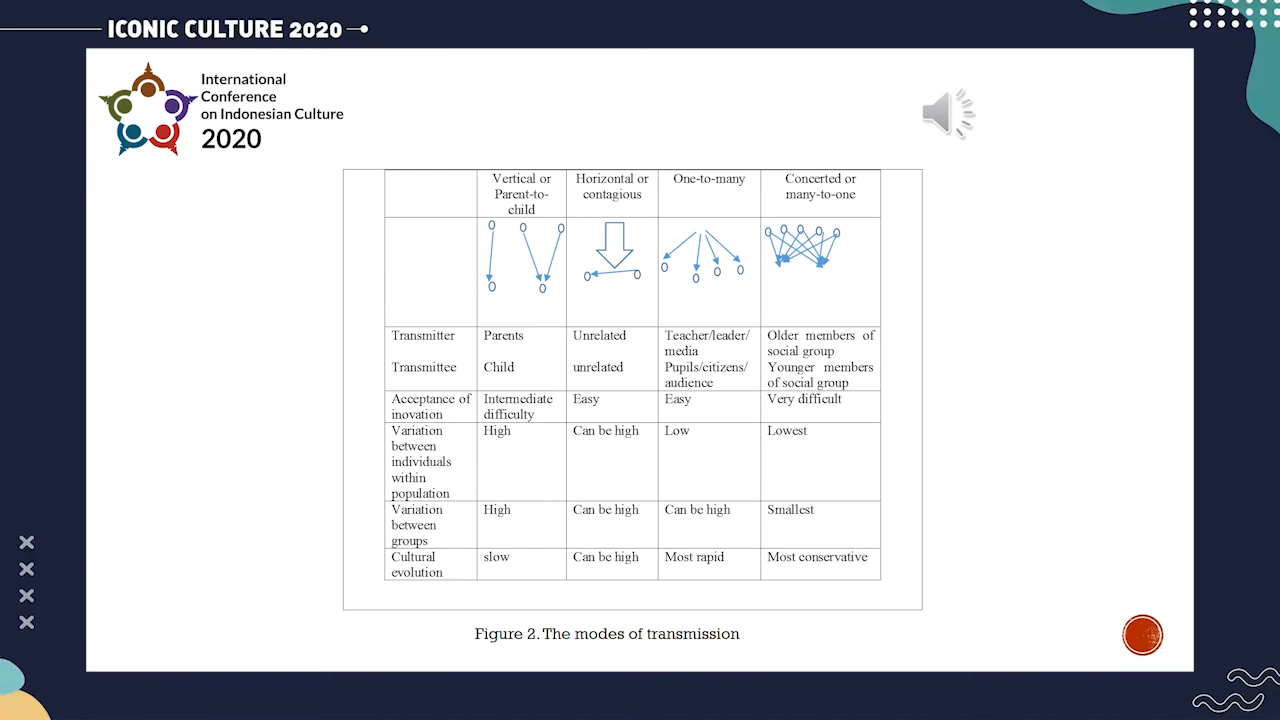 ICONIC CULTURE 2020
International
Conference
on Indonesian Culture
2020
Vertical or
Parent-to-
child
Horizontal or
contagious
One-to-many
Concerted or
many-to-one
Transmitter
Parents
Unrelated
Teacher/leader/
media
Older members of
social group
Transmittee
Child
unrelated
Pupils/citizens/
audience
Younger members
of social group
Acceptance of
inovation
Intermediate
difficulty
Easy
Easy
Very difficult
Variation
between
individuals
within
population
High
Can be high
Low
Lowest
Variation
between
groups
High
Can be high
Can be high
Smallest
Cultural
evolution
slow
Can be high
Most rapid
Most conservative
Figure 2. The modes of transmission